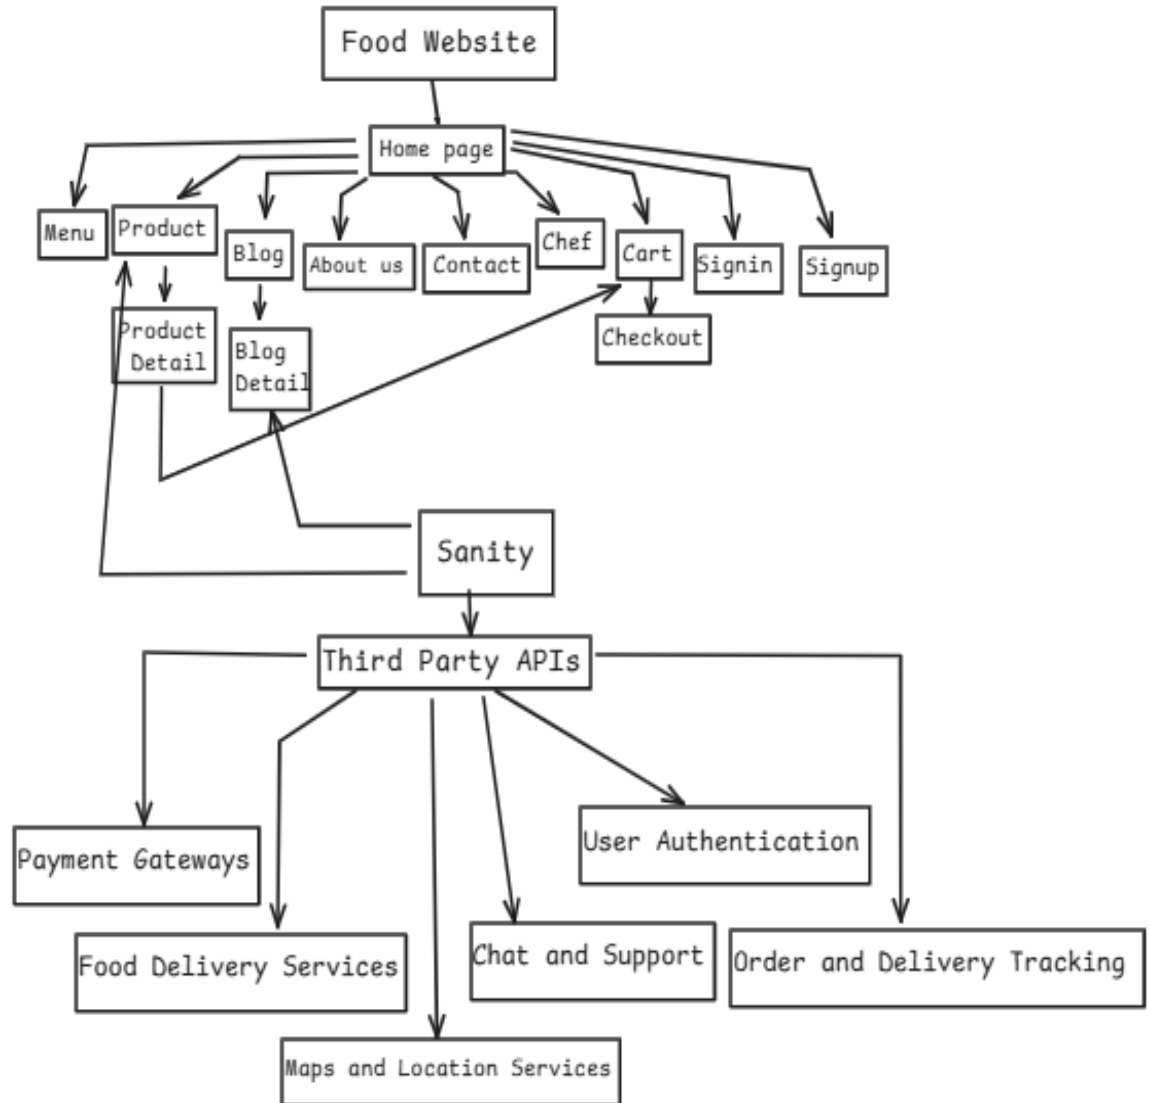 Food Website
Home page
Menu
Product
Blog
About us
Contact
Chef
Cart
Signin
Signup
Product
Detail
Blog
Detail
Checkout
Sanity
Third Party APIs
Payment Gateways
User Authentication
Food Delivery Services
Chat and Support
Order and Delivery Tracking
Maps and Location Services